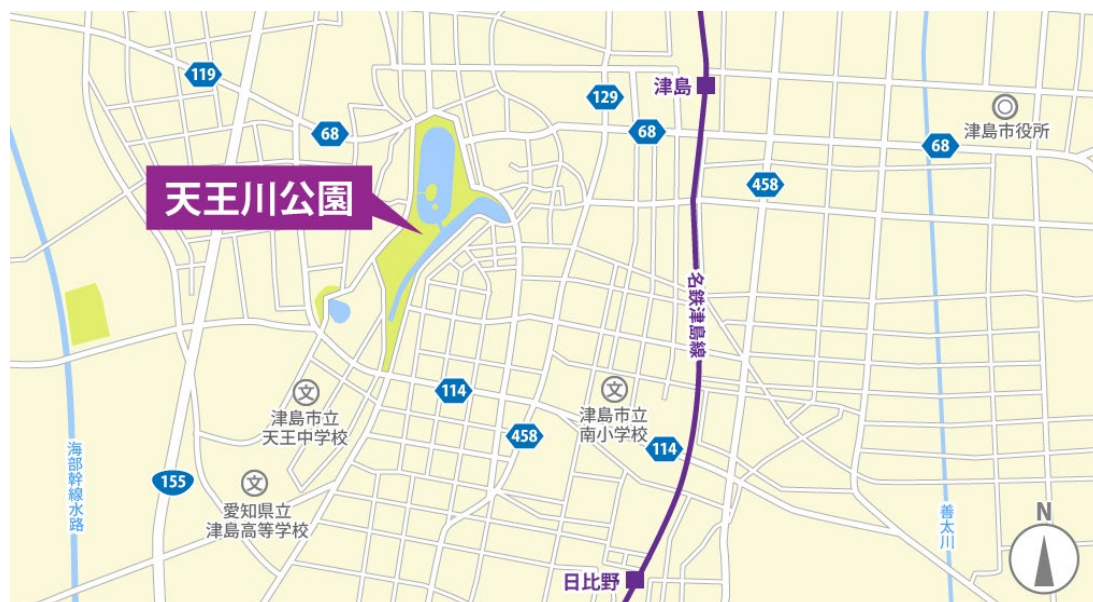 119
津島
129
津島市役所
68
68
68
天王川公園
458
名鉄津島線
114
津島市立
天王中学校
津島市立
南小学校
458
114
海部幹線水路
155
愛知県立
津島高等学校
善太川
N
日比野
文
文
文